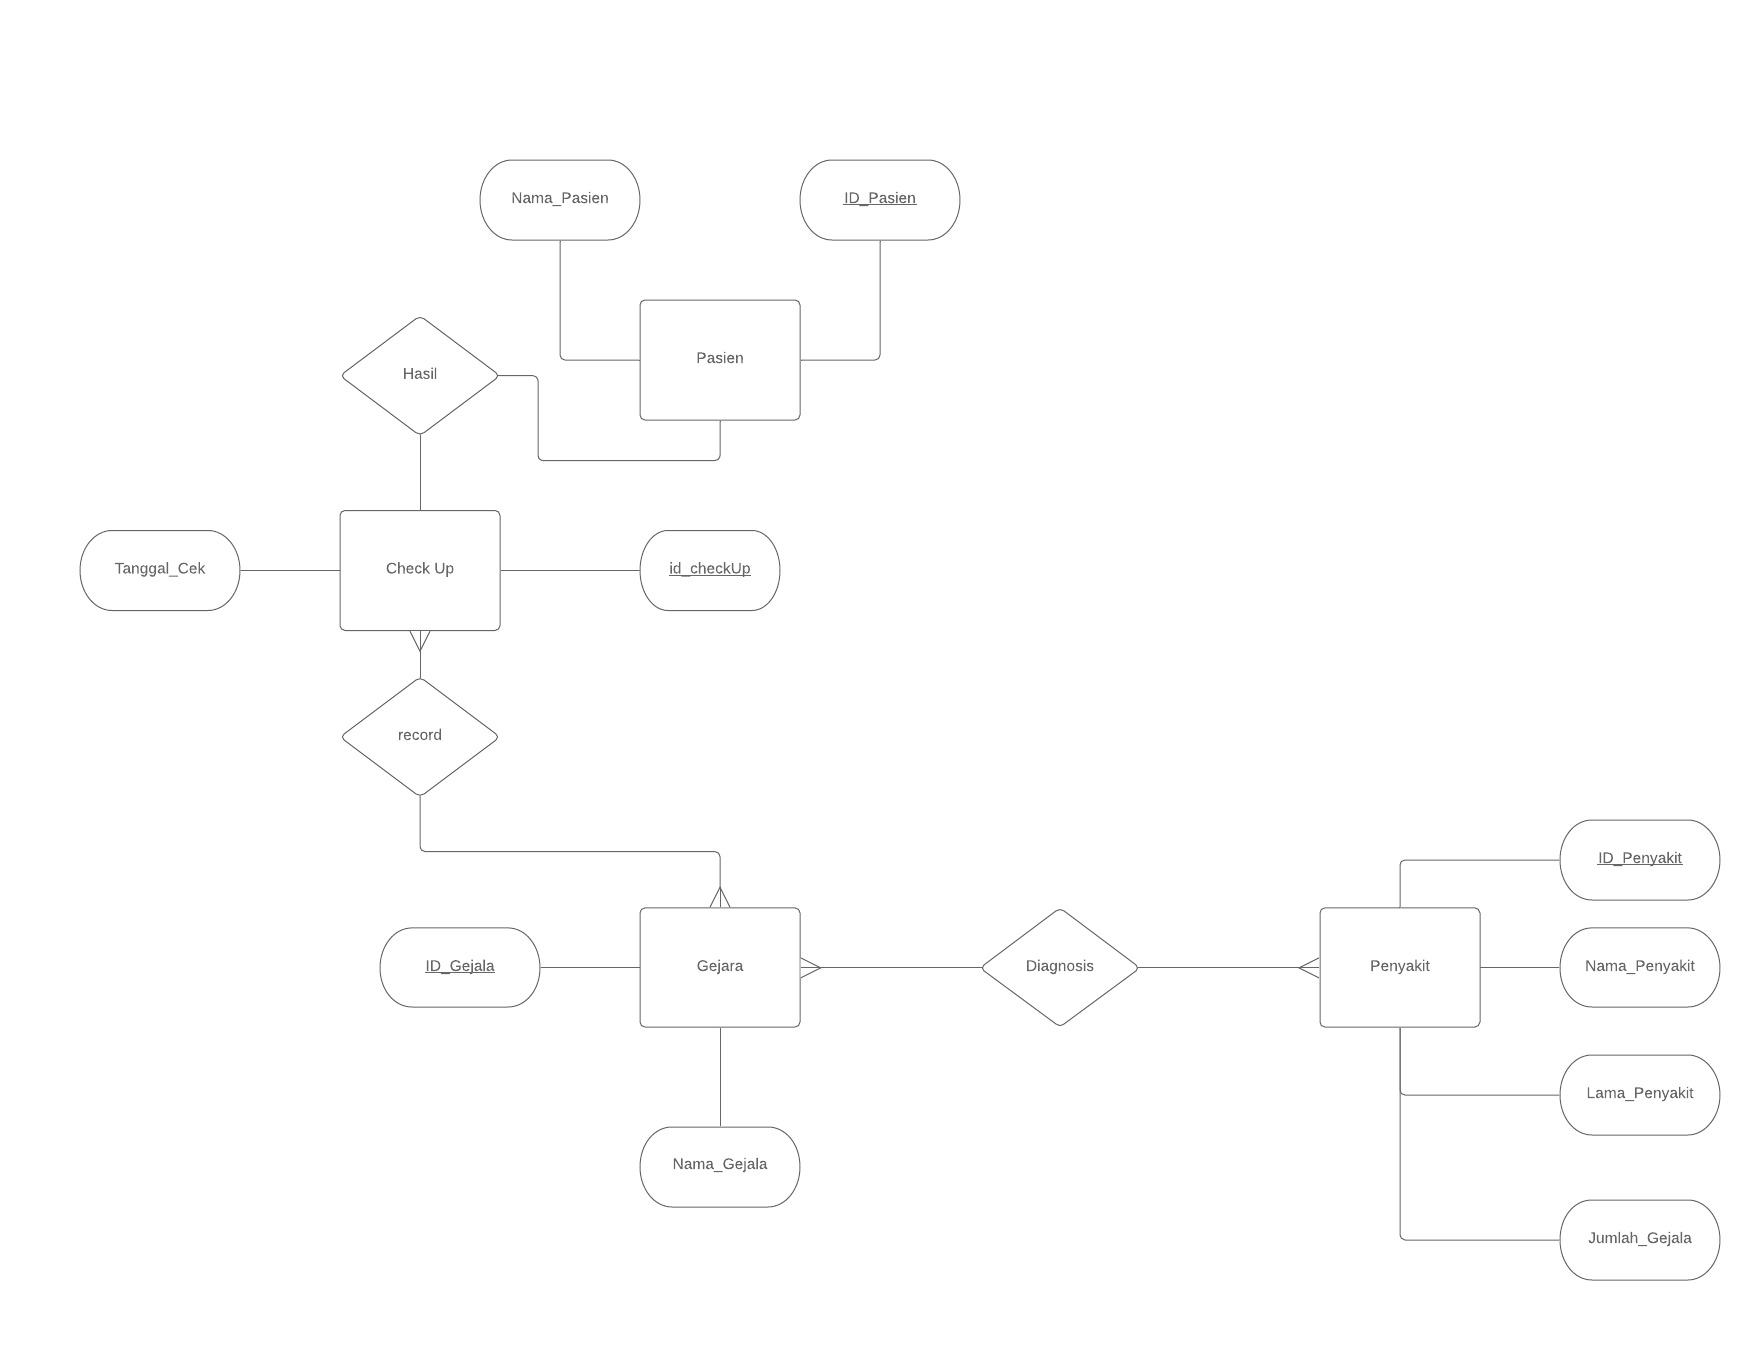 Nama_Pasien
ID_Pasien
Pasien
Hasil
Tanggal_Cek
Check Up
id_checkUp
record
ID_Penyakit
ID_Gejala
Gejara
Diagnosis
Penyakit
Nama_Penyakit
Lama_Penyakit
Nama_Gejala
Jumlah_Gejala